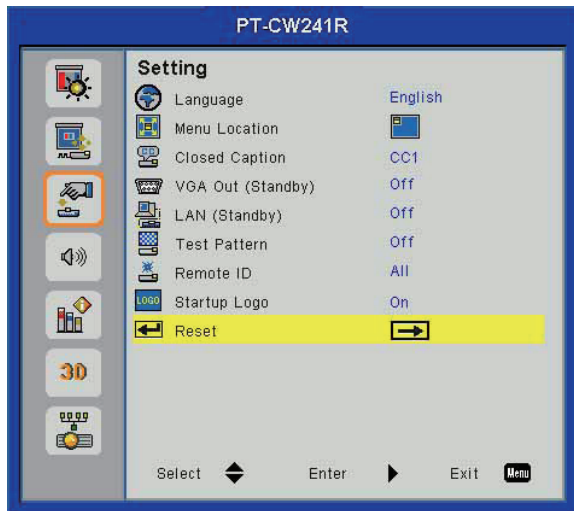 PT-CW241R
Setting
Language English
Menu Location
Closed Caption CC1
VGA Out (Standby) Off
LAN (Standby) Off
Test Pattern Off
Remote ID All
LOGO Startup Logo On
Reset
3D
Select Enter Exit Menu